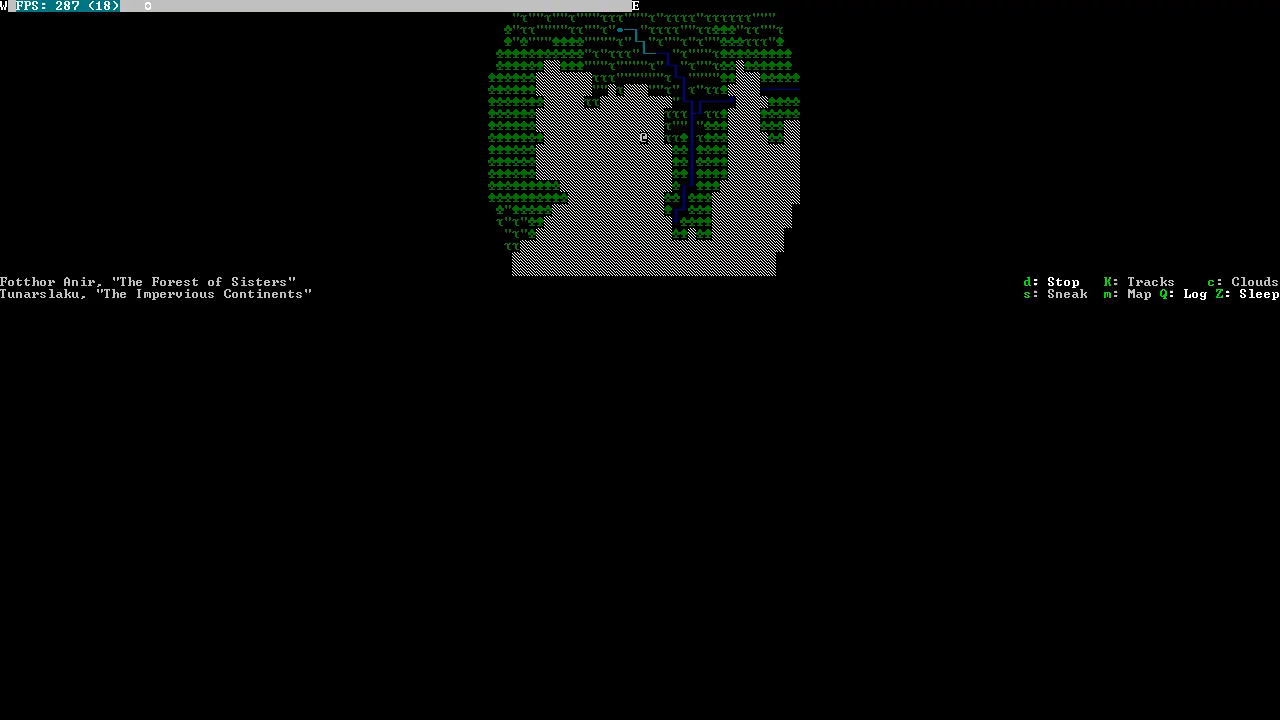 W FPS: 287 (18) o E
Fotthor Anir, "The Forest of Sisters"
Tunarslaku, "The Impervious Continents"
d: Stop K: Tracks c: Clouds
s: Sneak m: Map Q: Log Z: Sleep